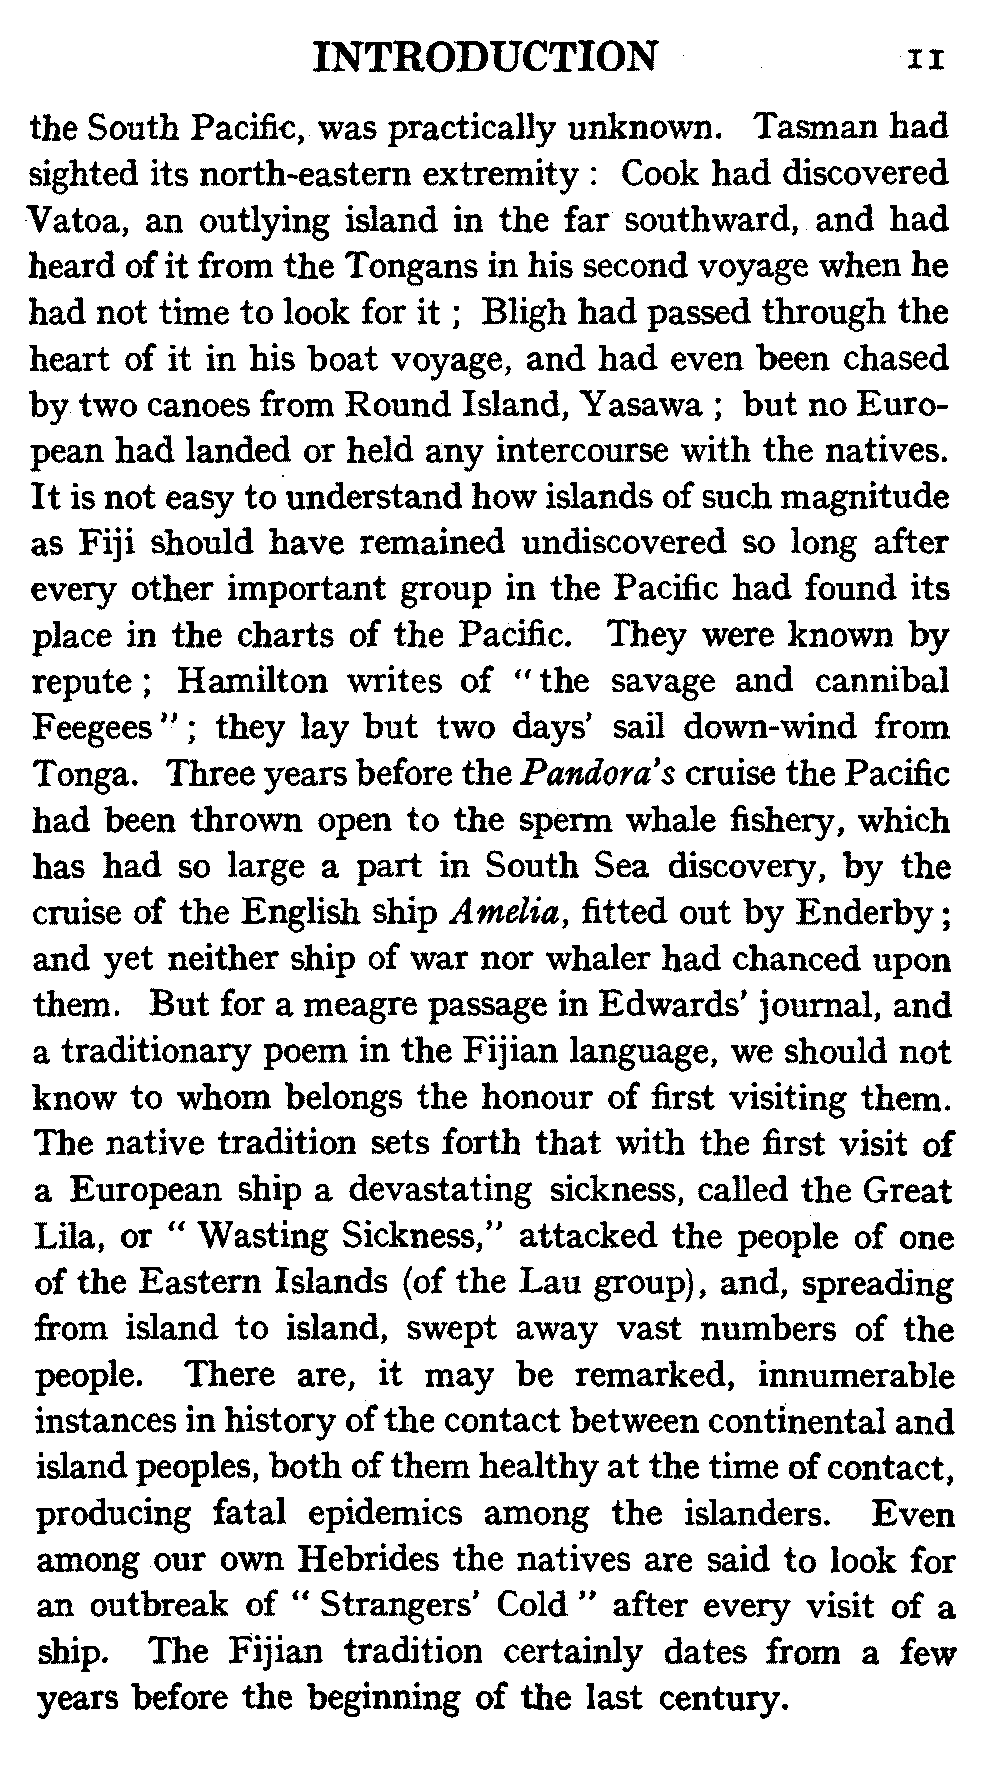 INTRODUCTION 11
the South Pacific, was practically unknown. Tasman had
sighted its north-eastern extremity : Cook had discovered
Vatoa, an outlying island in the far southward, and had
heard of it from the Tongans in his second voyage when he
had not time to look for it ; Bligh had passed through the
heart of it in his boat voyage, and had even been chased
by two canoes from Round Island, Yasawa ; but no Euro-
pean had landed or held any intercourse with the natives.
It is not easy to understand how islands of such magnitude
as Fiji should have remained undiscovered so long after
every other important group in the Pacific had found its
place in the charts of the Pacific. They were known by
repute ; Hamilton writes of "the savage and cannibal
Feegees" ; they lay but two days' sail down-wind from
Tonga. Three years before the Pandora's cruise the Pacific
had been thrown open to the sperm whale fishery, which
has had so large a part in South Sea discovery, by the
cruise of the English ship Amelia, fitted out by Enderby ;
and yet neither ship of war nor whaler had chanced upon
them. But for a meagre passage in Edwards' journal, and
a traditionary poem in the Fijian language, we should not
know to whom belongs the honour of first visiting them.
The native tradition sets forth that with the first visit of
a European ship a devastating sickness, called the Great
Lila, or " Wasting Sickness," attacked the people of one
of the Eastern Islands (of the Lau group), and, spreading
from island to island, swept away vast numbers of the
people. There are, it may be remarked, innumerable
instances in history of the contact between continental and
island peoples, both of them healthy at the time of contact,
producing fatal epidemics among the islanders. Even
among our own Hebrides the natives are said to look for
an outbreak of " Strangers' Cold " after every visit of a
ship. The Fijian tradition certainly dates from a few
years before the beginning of the last century.